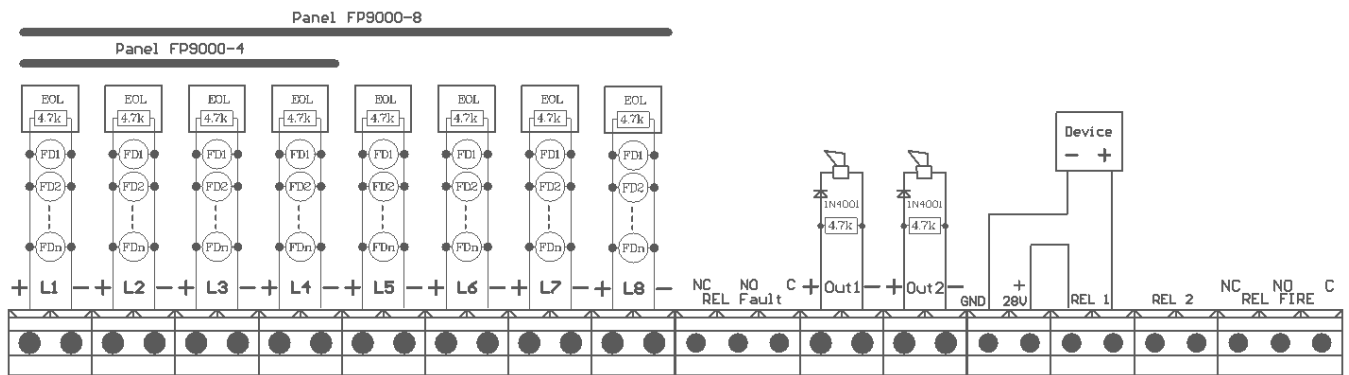 Panel FP9000-8
Panel FP9000-4
EOL EOL EOL EOL EOL EOL EOL EOL
4.7k 4.7k 4.7k 4.7k 4.7k 4.7k 4.7k 4.7k
Device
- +
FD1 FD1 FD1 FD1 FD1 FD1 FD1 FD1
FD2 FD2 FD2 FD2 FD2 FD2 FD2 FD2
1N4001 1N4001
4.7k 4.7k
FDn FDn FDn FDn FDn FDn FDn FDn
+ L1 - + L2 - + L3 - + L4 - + L5 - + L6 - + L7 - + L8 - NC NO C + Out1 - + Out2 - + NC NO C
REL Fault GND 28V REL 1 REL 2 REL FIRE